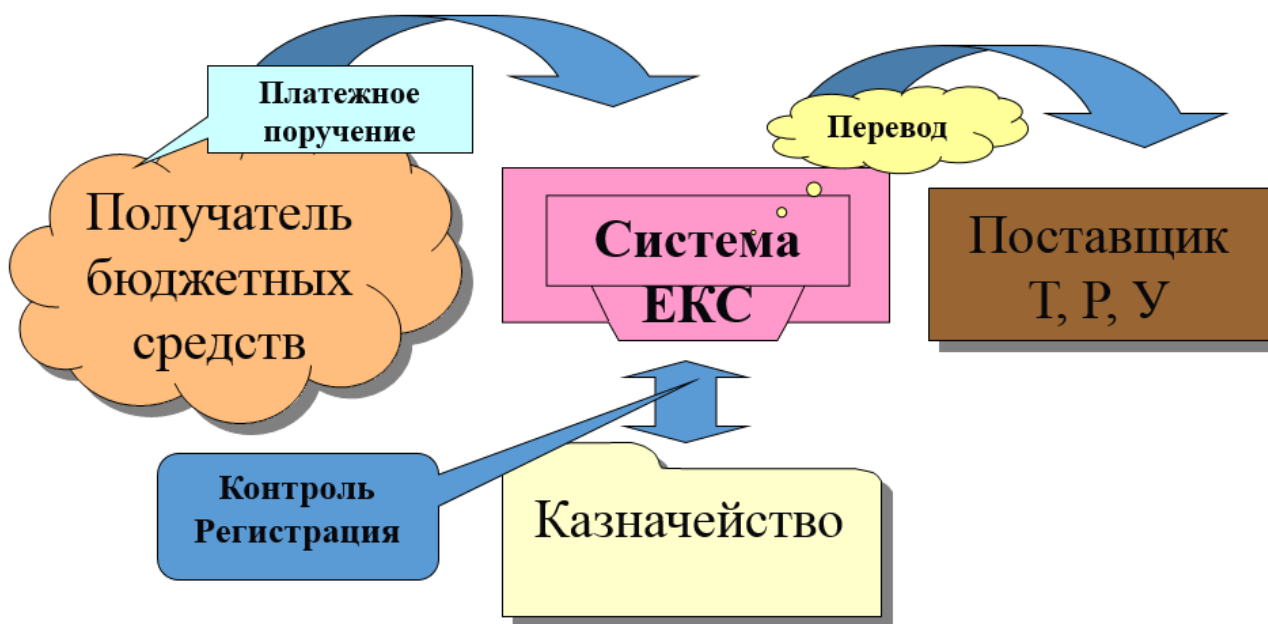 Платежное
поручение
Перевод
Получатель
бюджетных
средств
Система
ЕКС
Поставщик
Т, Р, У
Контроль
Регистрация
Казначейство